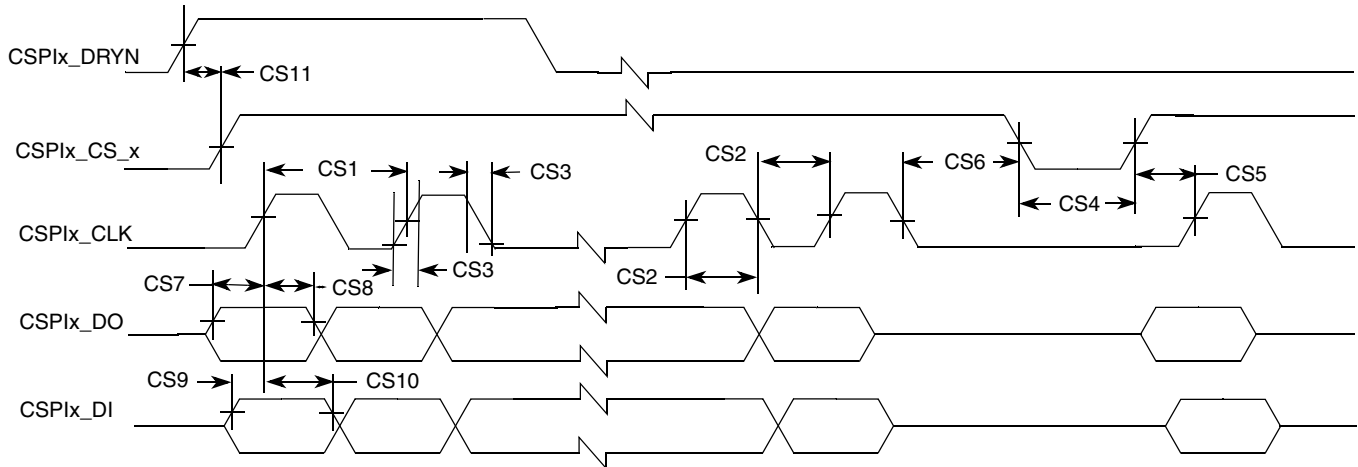 CSPIx_DRYN
CS11
CSPIx_CS_x
CS1
CS3
CS2
CS6
CS5
CS4
CSPIx_CLK
CS3
CS2
CS7
CS8
CSPIx_DO
CS9
CS10
CSPIx_DI